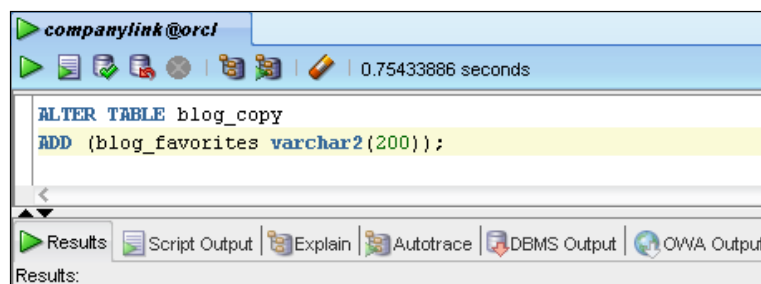 companylink@orcl
0.75433886 seconds
ALTER TABLE blog_copy
ADD (blog_favorites varchar2(200));
Results Script Output Explain Autotrace DBMS Output OWA Output
Results: